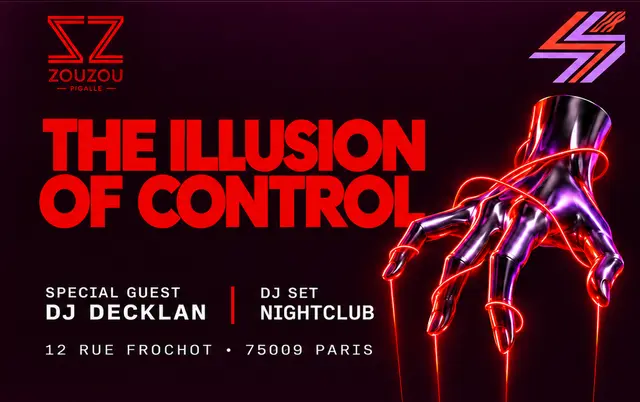 ZOUZOU
— PIGALLE —
THE ILLUSION
OF CONTROL
SPECIAL GUEST
DJ DECKLAN
DJ SET
NIGHTCLUB
12 RUE FROCHOT • 75009 PARIS